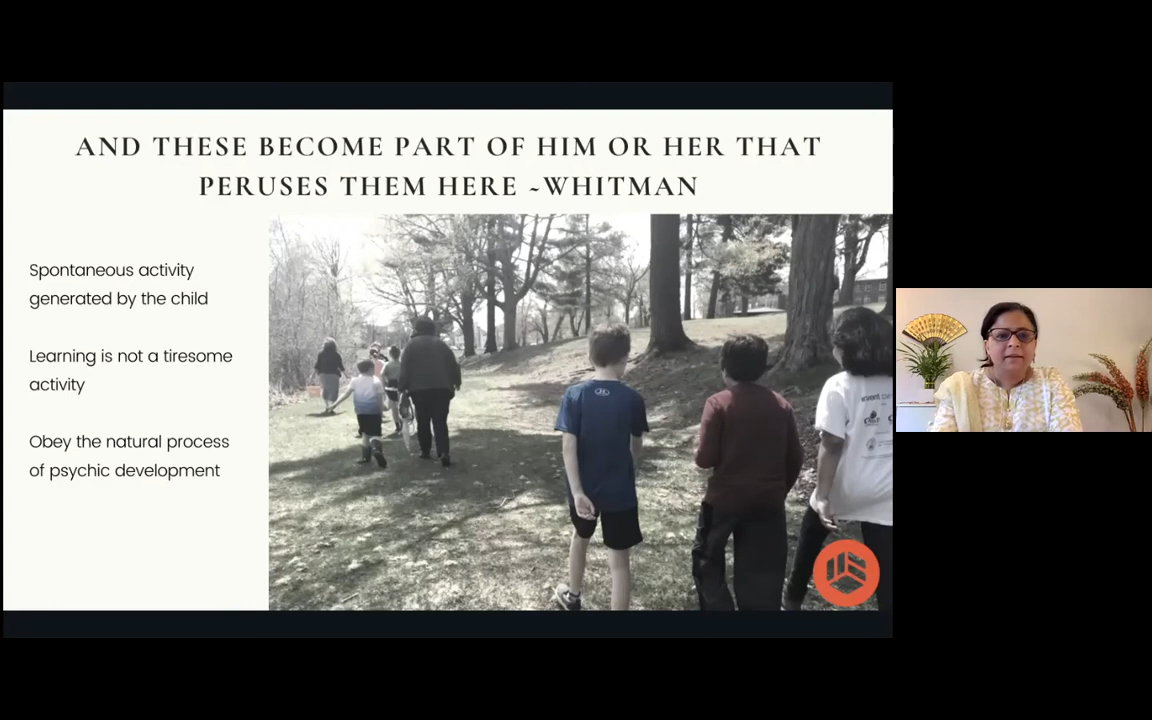 AND THESE BECOME PART OF HIM OR HER THAT
PERUSES THEM HERE ~WHITMAN
Spontaneous activity
generated by the child
Learning is not a tiresome
activity
Obey the natural process
of psychic development